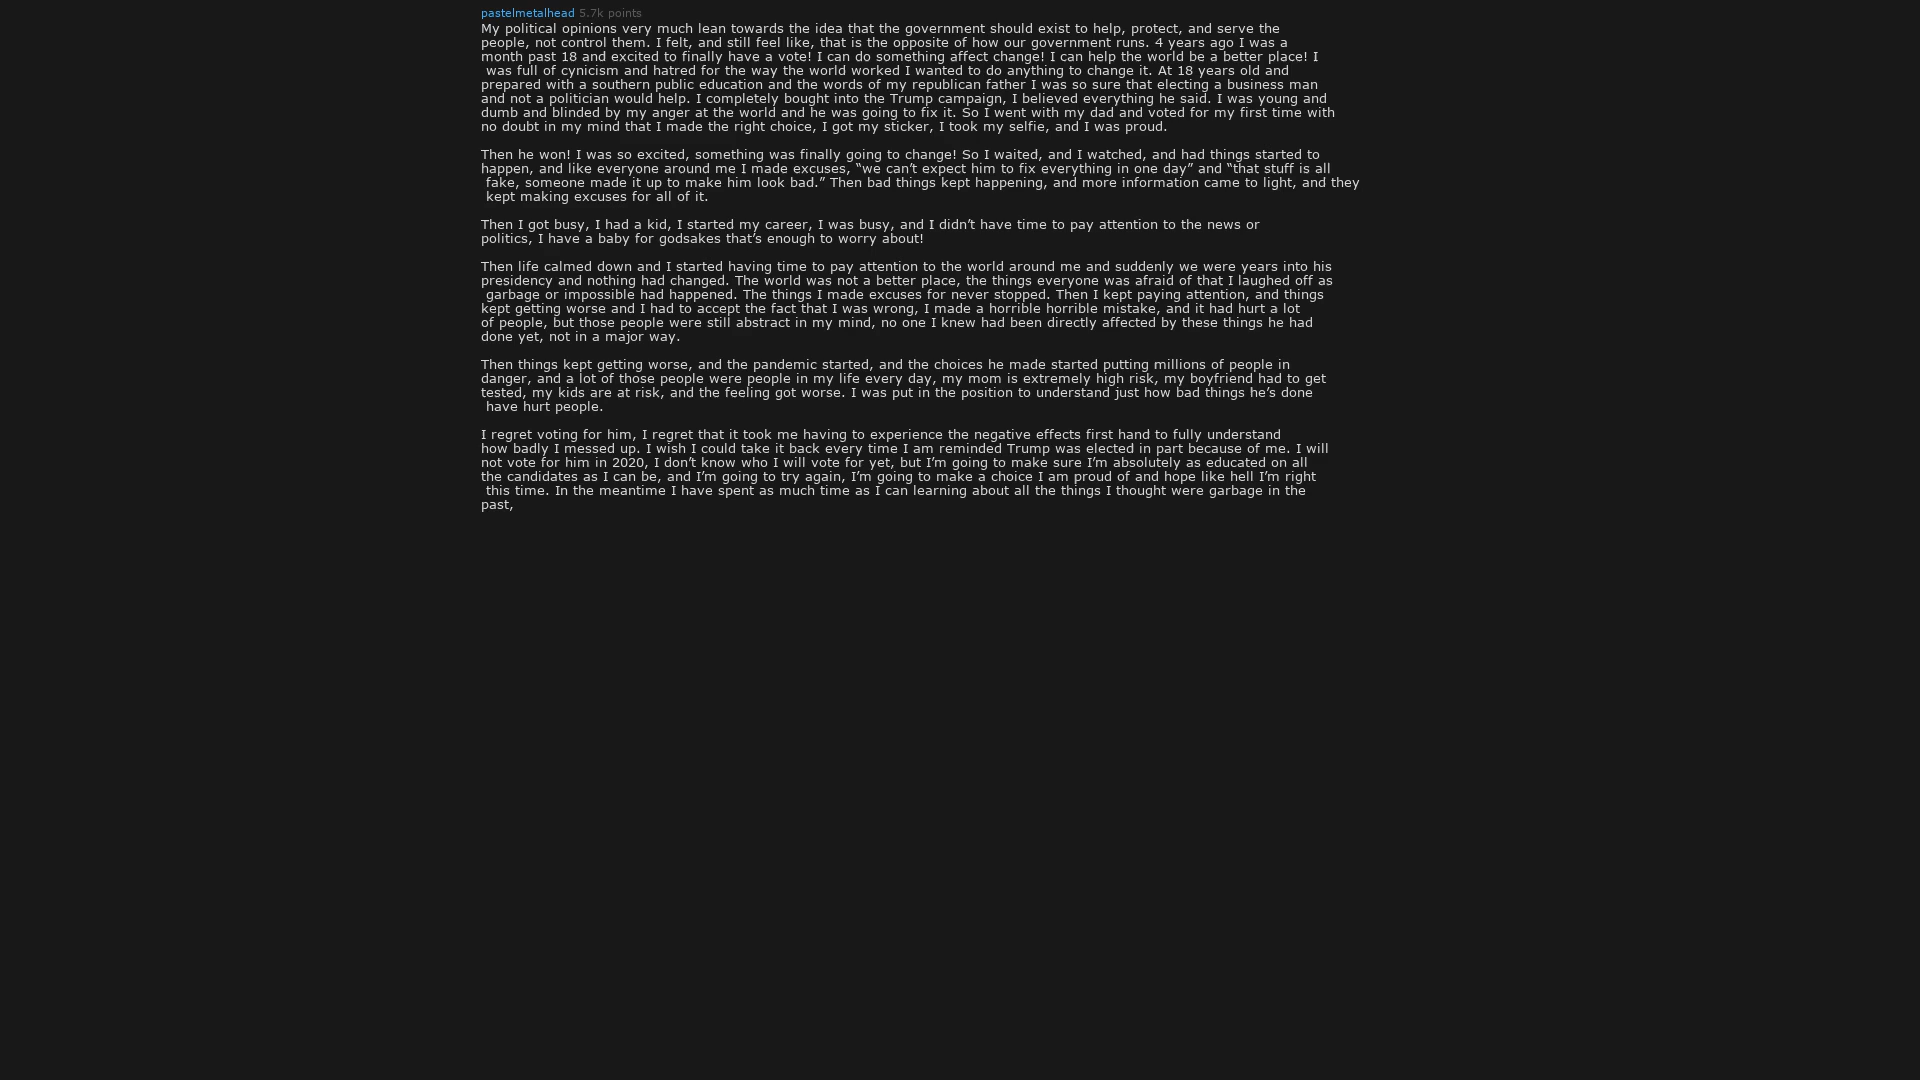 pastelmetalhead 5.7k points
My political opinions very much lean towards the idea that the government should exist to help, protect, and serve the
people, not control them. I felt, and still feel like, that is the opposite of how our government runs. 4 years ago I was a
month past 18 and excited to finally have a vote! I can do something affect change! I can help the world be a better place! I
was full of cynicism and hatred for the way the world worked I wanted to do anything to change it. At 18 years old and
prepared with a southern public education and the words of my republican father I was so sure that electing a business man
and not a politician would help. I completely bought into the Trump campaign, I believed everything he said. I was young and
dumb and blinded by my anger at the world and he was going to fix it. So I went with my dad and voted for my first time with
no doubt in my mind that I made the right choice, I got my sticker, I took my selfie, and I was proud.
Then he won! I was so excited, something was finally going to change! So I waited, and I watched, and had things started to
happen, and like everyone around me I made excuses, “we can’t expect him to fix everything in one day” and “that stuff is all
fake, someone made it up to make him look bad.” Then bad things kept happening, and more information came to light, and they
kept making excuses for all of it.
Then I got busy, I had a kid, I started my career, I was busy, and I didn’t have time to pay attention to the news or
politics, I have a baby for godsakes that’s enough to worry about!
Then life calmed down and I started having time to pay attention to the world around me and suddenly we were years into his
presidency and nothing had changed. The world was not a better place, the things everyone was afraid of that I laughed off as
garbage or impossible had happened. The things I made excuses for never stopped. Then I kept paying attention, and things
kept getting worse and I had to accept the fact that I was wrong, I made a horrible horrible mistake, and it had hurt a lot
of people, but those people were still abstract in my mind, no one I knew had been directly affected by these things he had
done yet, not in a major way.
Then things kept getting worse, and the pandemic started, and the choices he made started putting millions of people in
danger, and a lot of those people were people in my life every day, my mom is extremely high risk, my boyfriend had to get
tested, my kids are at risk, and the feeling got worse. I was put in the position to understand just how bad things he’s done
have hurt people.
I regret voting for him, I regret that it took me having to experience the negative effects first hand to fully understand
how badly I messed up. I wish I could take it back every time I am reminded Trump was elected in part because of me. I will
not vote for him in 2020, I don’t know who I will vote for yet, but I’m going to make sure I’m absolutely as educated on all
the candidates as I can be, and I’m going to try again, I’m going to make a choice I am proud of and hope like hell I’m right
this time. In the meantime I have spent as much time as I can learning about all the things I thought were garbage in the
past,